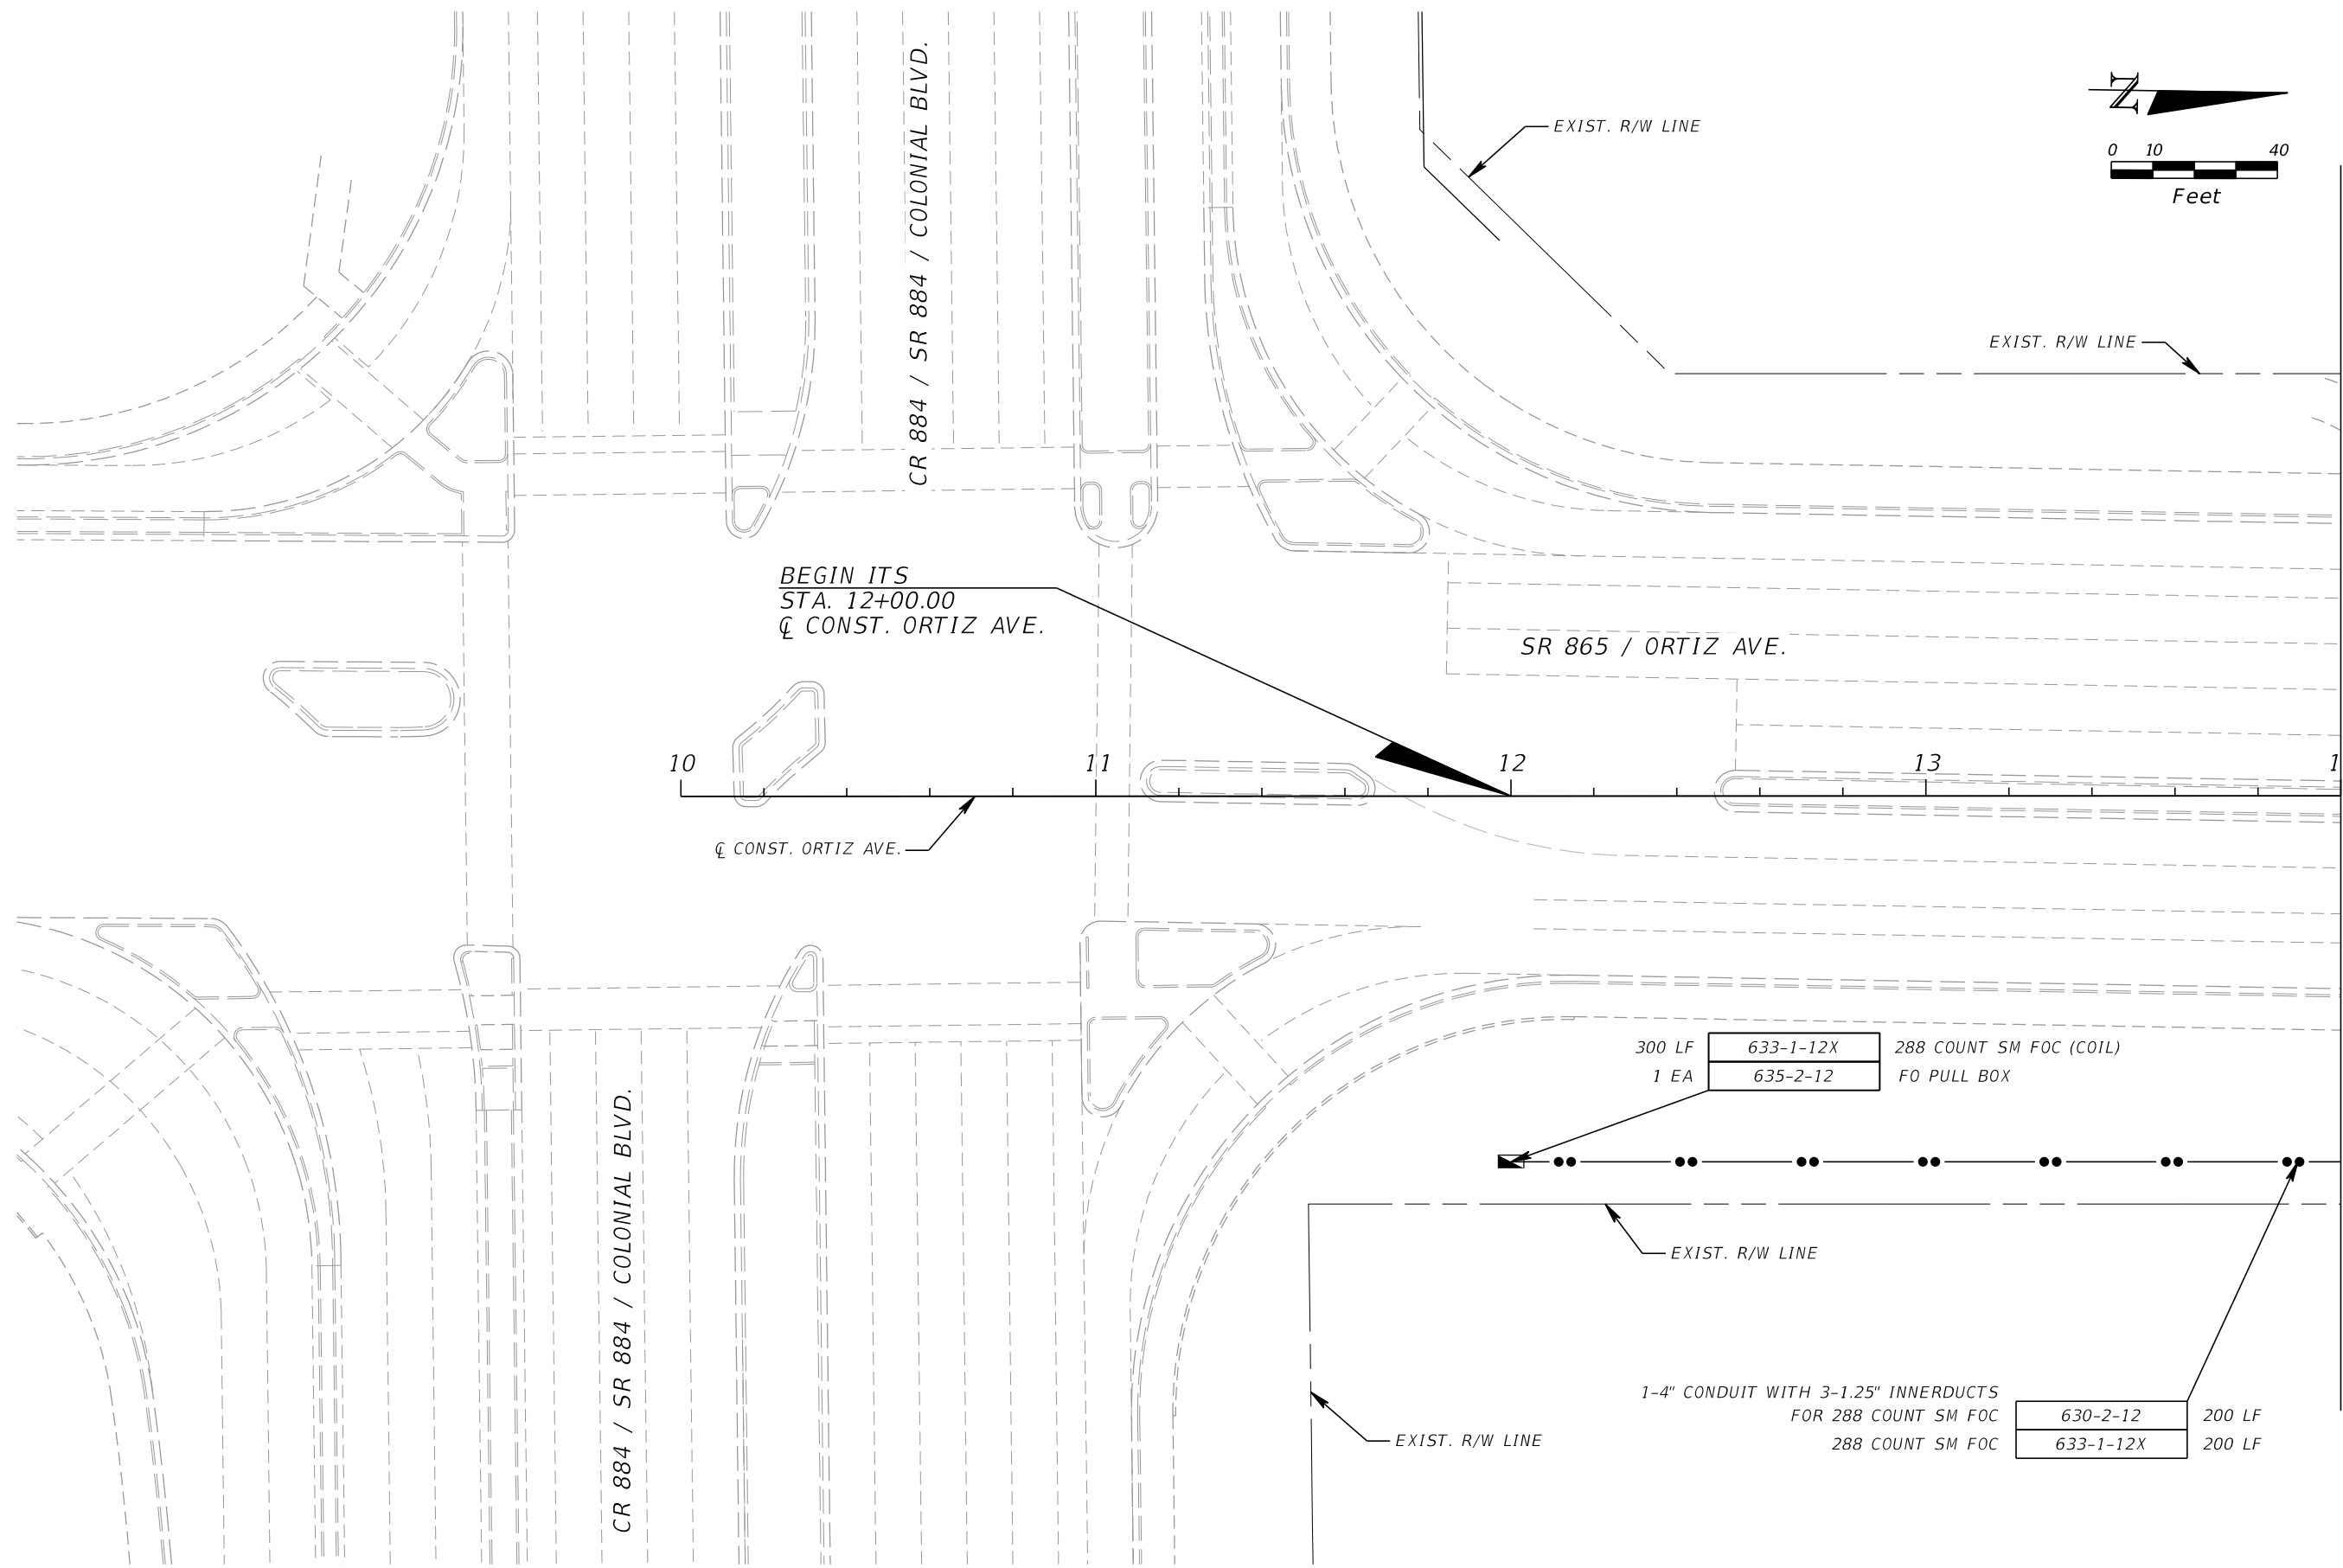 CR 884 / SR 884 / COLONIAL BLVD.
N
0 10 40
Feet
EXIST. R/W LINE
EXIST. R/W LINE
BEGIN ITS
STA. 12+00.00
℄ CONST. ORTIZ AVE.
SR 865 / ORTIZ AVE.
10 11 12 13 1
℄ CONST. ORTIZ AVE.
300 LF 633-1-12X 288 COUNT SM FOC (COIL)
1 EA 635-2-12 FO PULL BOX
EXIST. R/W LINE
CR 884 / SR 884 / COLONIAL BLVD.
1-4" CONDUIT WITH 3-1.25" INNERDUCTS
FOR 288 COUNT SM FOC 630-2-12 200 LF
288 COUNT SM FOC 633-1-12X 200 LF
EXIST. R/W LINE